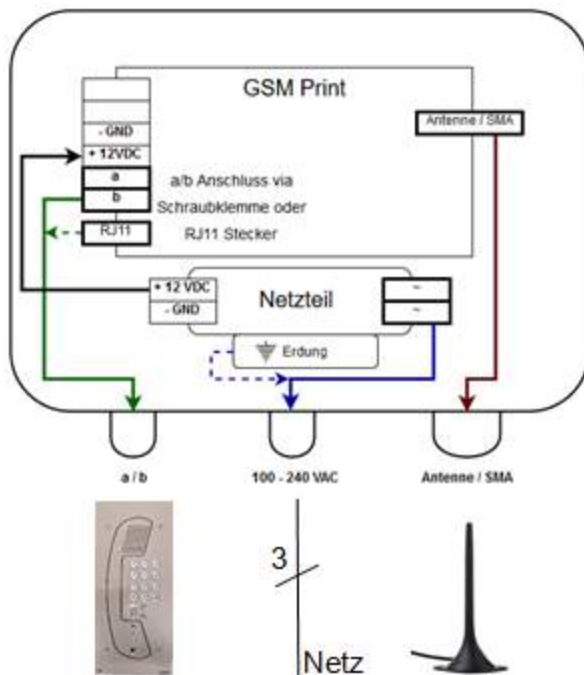 GSM Print
Antenne / SMA
- GND
+ 12VDC
a
b
RJ11
a/b Anschluss via
Schraubklemme oder
RJ11 Stecker
+ 12 VDC
- GND
Netzteil
~
~
Erdung
a / b
100 - 240 VAC
Antenne / SMA
3
Netz